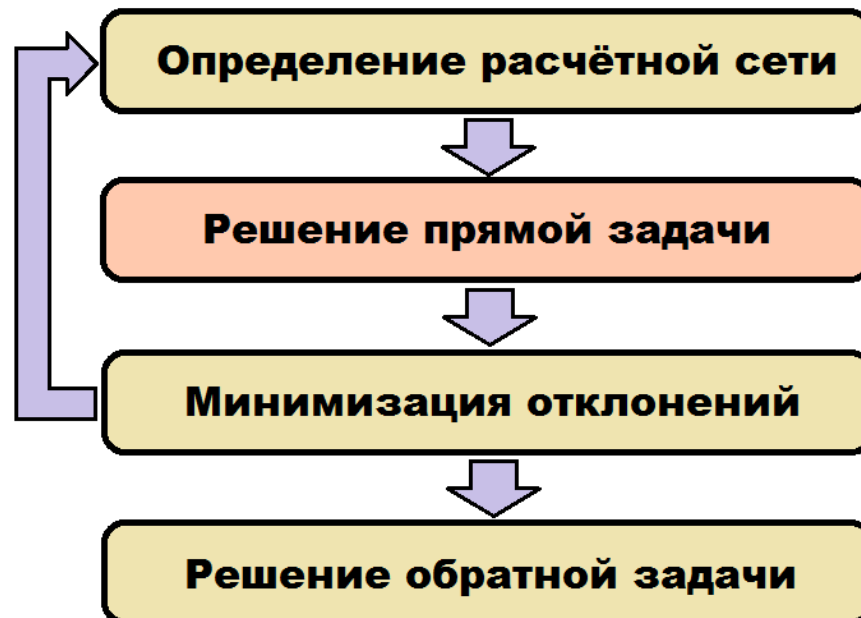 Определение расчётной сети
Решение прямой задачи
Минимизация отклонений
Решение обратной задачи